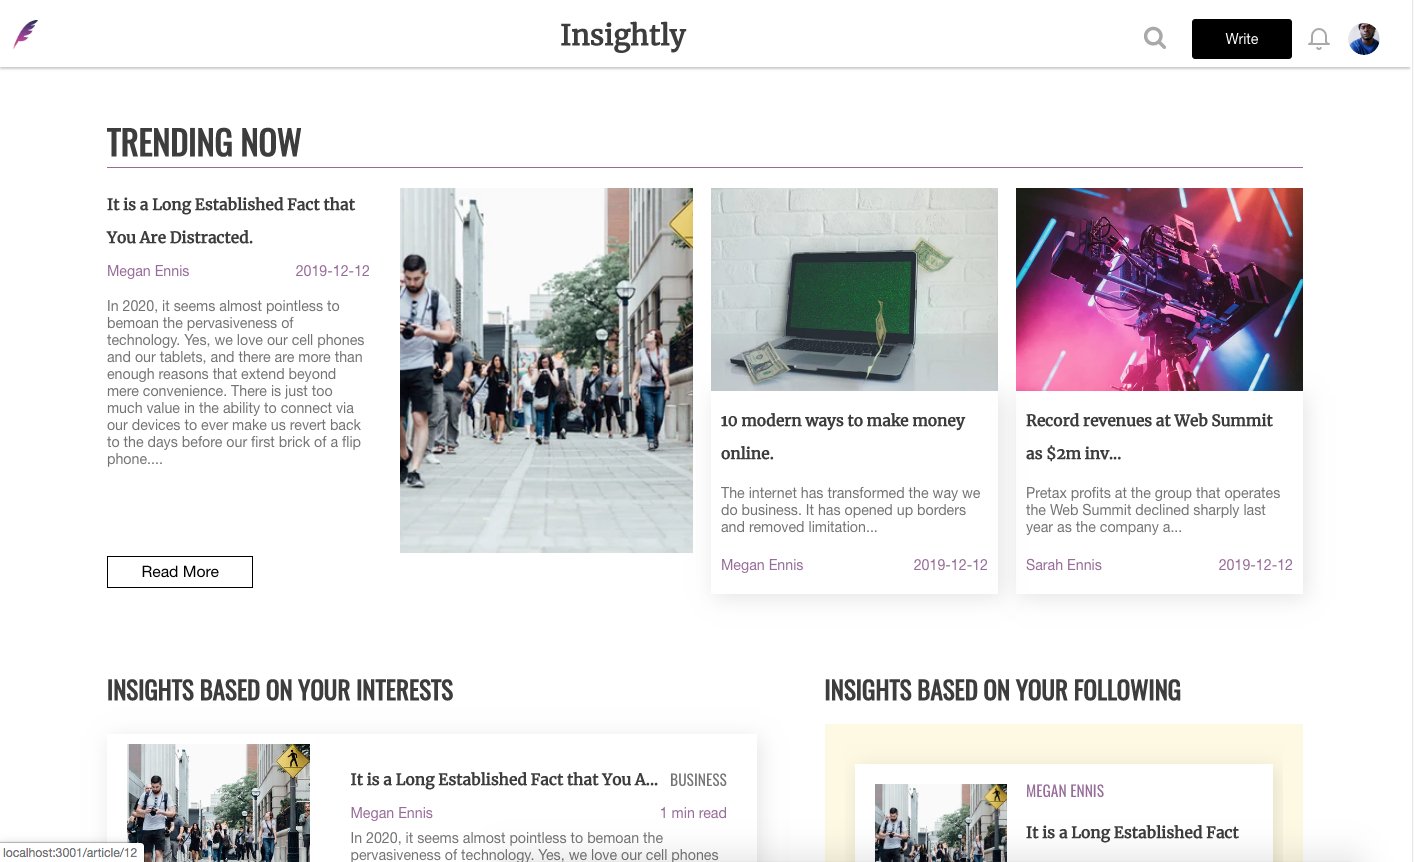 Insightly
Write
TRENDING NOW
It is a Long Established Fact that
You Are Distracted.
Megan Ennis 2019-12-12
In 2020, it seems almost pointless to
bemoan the pervasiveness of
technology. Yes, we love our cell phones
and our tablets, and there are more than
enough reasons that extend beyond
mere convenience. There is just too
much value in the ability to connect via
our devices to ever make us revert back
to the days before our first brick of a flip
phone....
Read More
10 modern ways to make money
online.
The internet has transformed the way we
do business. It has opened up borders
and removed limitation...
Megan Ennis 2019-12-12
Record revenues at Web Summit
as $2m inv...
Pretax profits at the group that operates
the Web Summit declined sharply last
year as the company a...
Sarah Ennis 2019-12-12
INSIGHTS BASED ON YOUR INTERESTS
It is a Long Established Fact that You A... BUSINESS
Megan Ennis 1 min read
In 2020, it seems almost pointless to bemoan the
pervasiveness of technology. Yes, we love our cell phones
INSIGHTS BASED ON YOUR FOLLOWING
MEGAN ENNIS
It is a Long Established Fact
localhost:3001/article/12